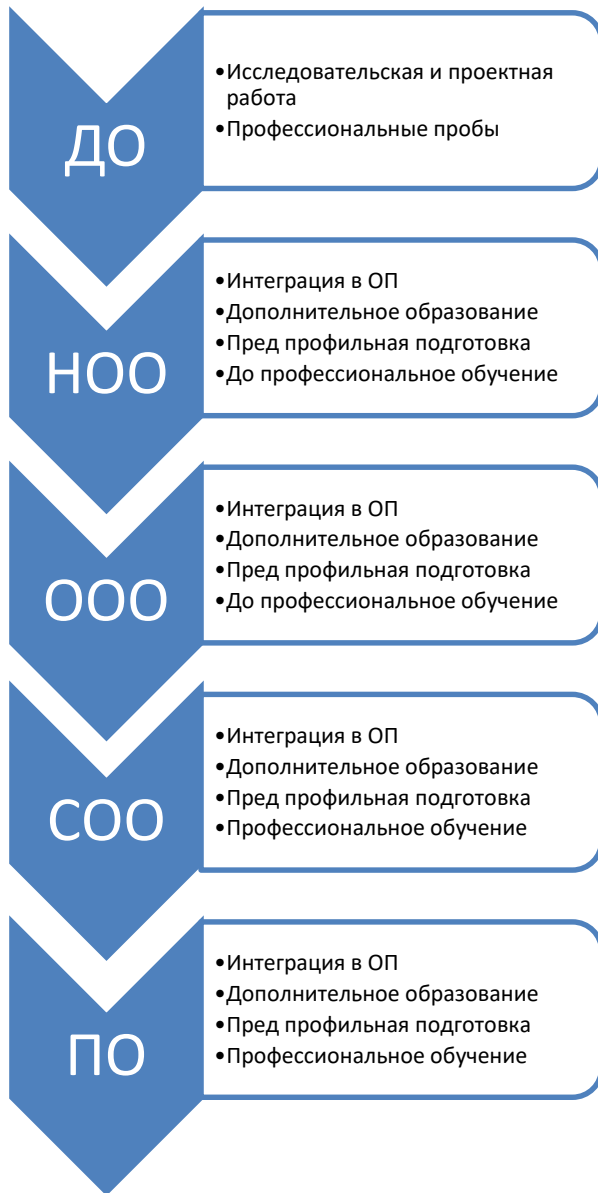 ДО
•Исследовательская и проектная
работа
•Профессиональные пробы
НОО
•Интеграция в ОП
•Дополнительное образование
•Пред профильная подготовка
•До профессиональное обучение
ООО
•Интеграция в ОП
•Дополнительное образование
•Пред профильная подготовка
•До профессиональное обучение
СОО
•Интеграция в ОП
•Дополнительное образование
•Пред профильная подготовка
•Профессиональное обучение
ПО
•Интеграция в ОП
•Дополнительное образование
•Пред профильная подготовка
•Профессиональное обучение